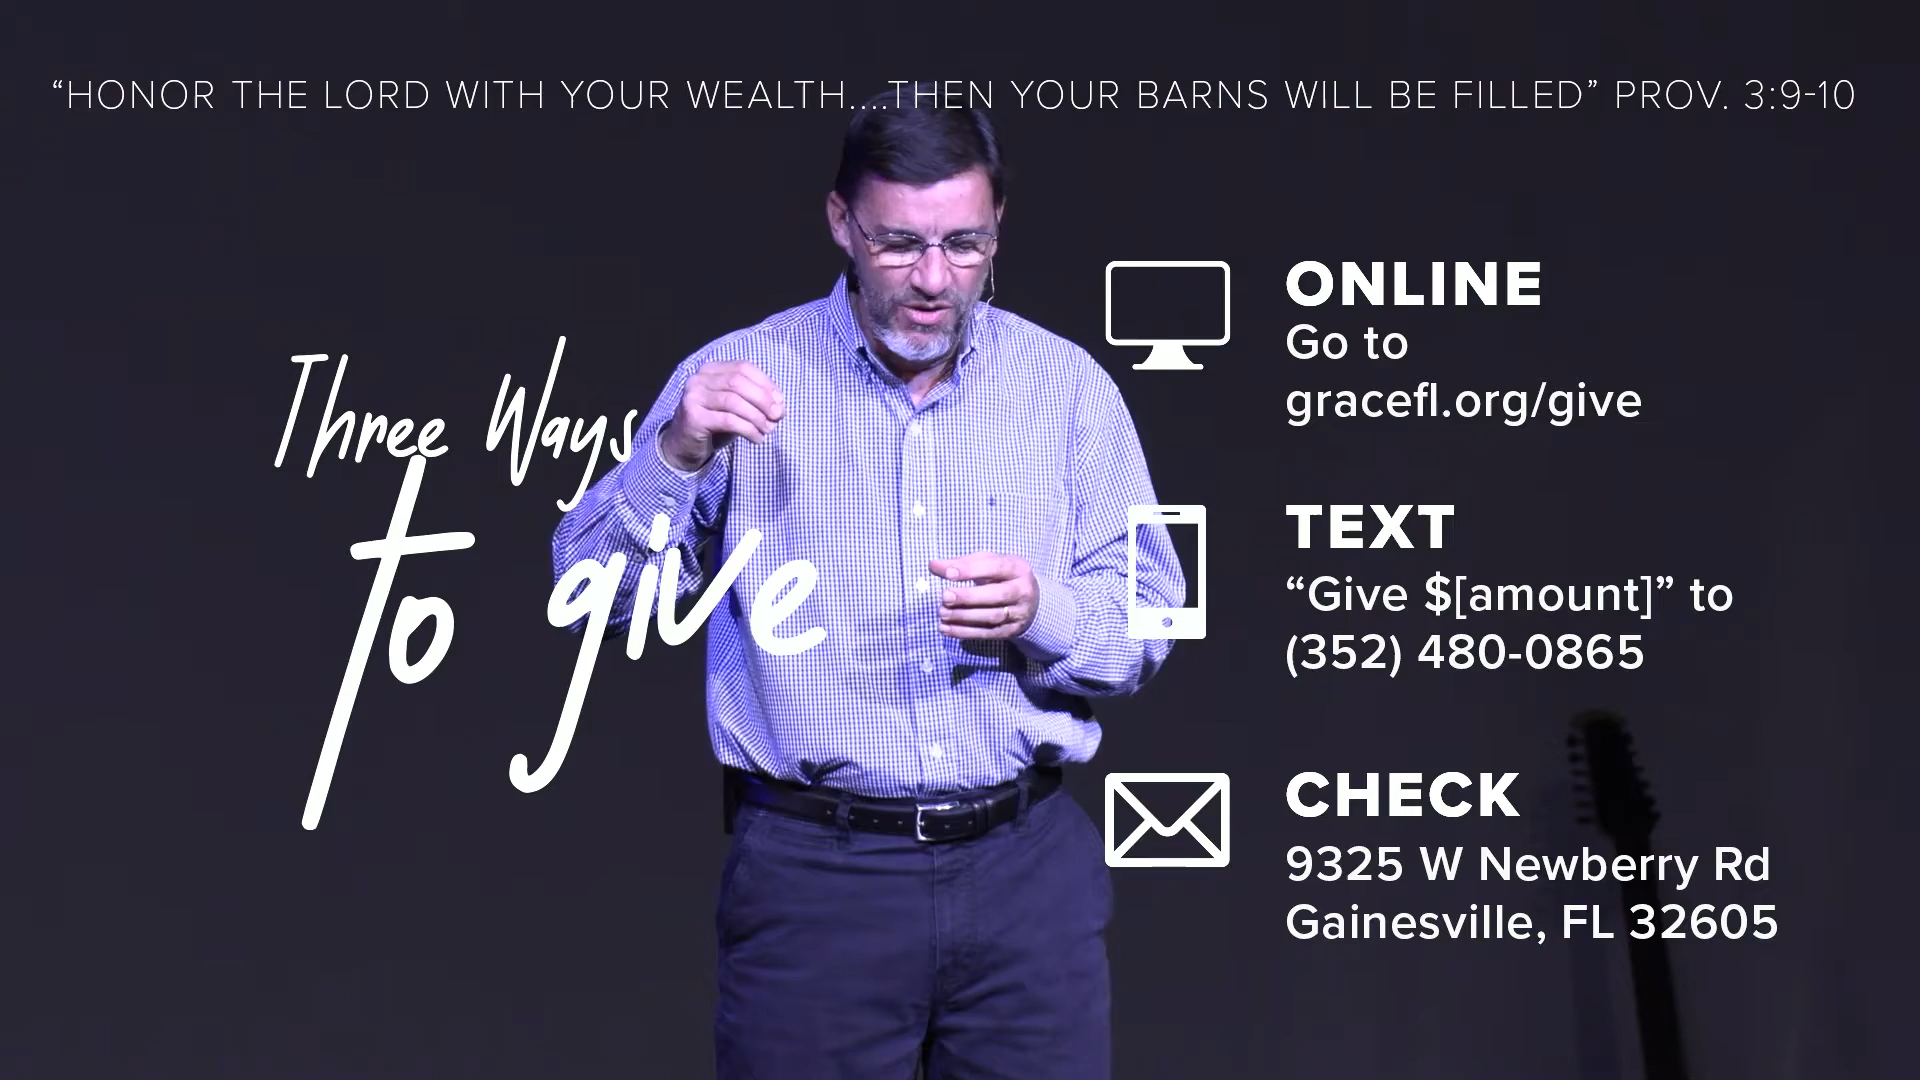 “HONOR THE LORD WITH YOUR WEALTH....THEN YOUR BARNS WILL BE FILLED” PROV. 3:9-10
Three Ways
to give
ONLINE
Go to
gracefl.org/give
TEXT
“Give $[amount]” to
(352) 480-0865
CHECK
9325 W Newberry Rd
Gainesville, FL 32605